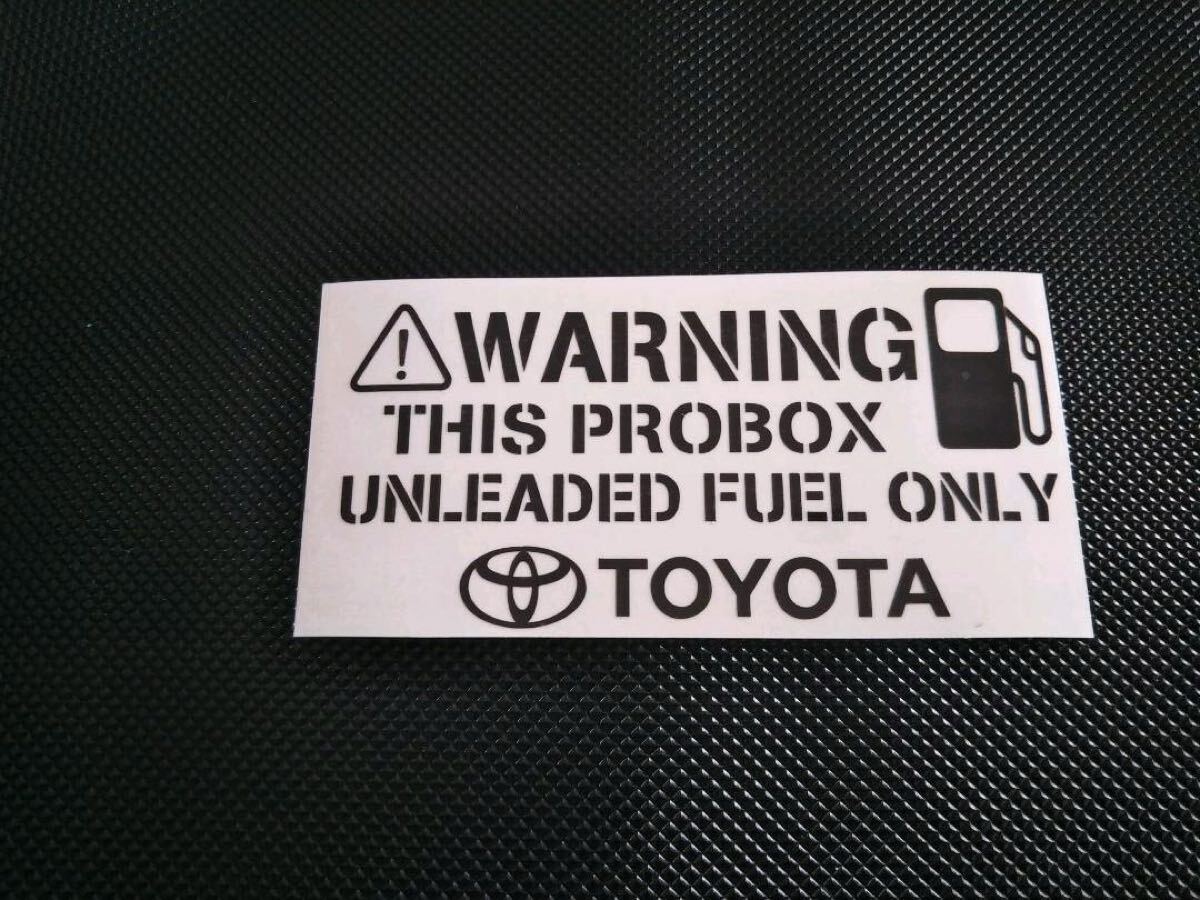 WARNING
THIS PROBOX
UNLEADED FUEL ONLY
TOYOTA